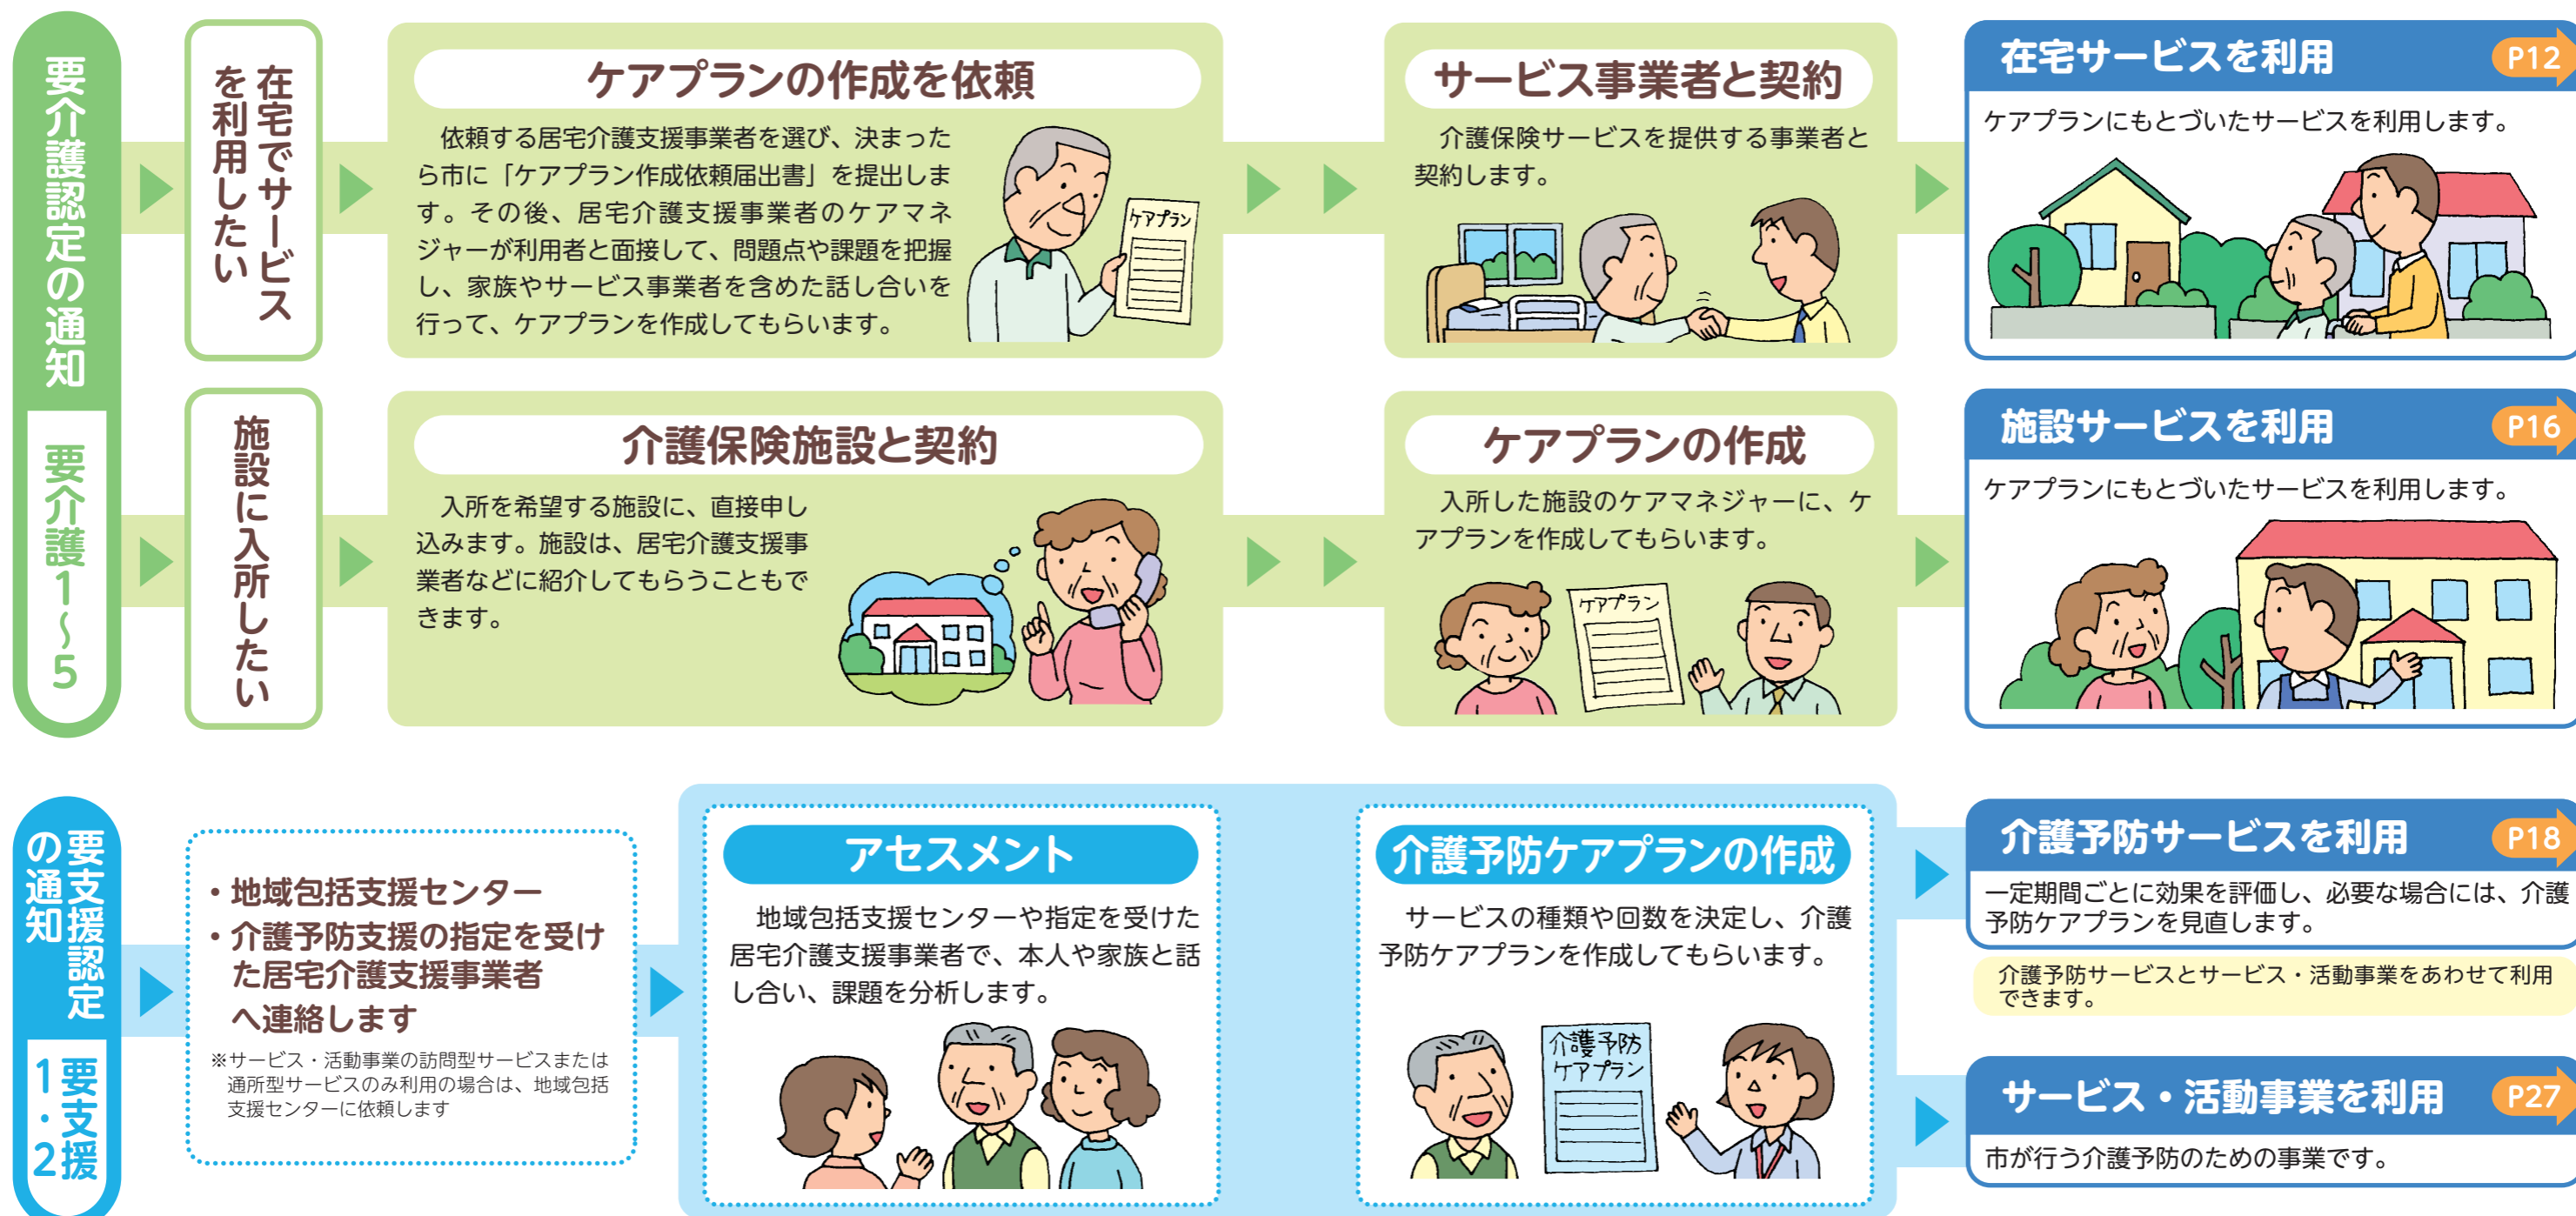 要介護認定の通知
要介護1～5
在宅でサービス
を利用したい
ケアプランの作成を依頼
依頼する居宅介護支援事業者を選び、決まった
ら市に「ケアプラン作成依頼届出書」を提出しま
す。その後、居宅介護支援事業者のケアマネ
ジャーが利用者と面接して、問題点や課題を把握
し、家族やサービス事業者を含めた話し合いを
行って、ケアプランを作成してもらいます。
ケアプラン
サービス事業者と契約
介護保険サービスを提供する事業者と
契約します。
在宅サービスを利用
P12
ケアプランにもとづいたサービスを利用します。
施設に入所したい
介護保険施設と契約
入所を希望する施設に、直接申し
込みます。施設は、居宅介護支援事
業者などに紹介してもらうこともで
きます。
ケアプランの作成
入所した施設のケアマネジャーに、ケ
アプランを作成してもらいます。
ケアプラン
施設サービスを利用
P16
ケアプランにもとづいたサービスを利用します。
要支援認定
の通知
要支援
1・2
・地域包括支援センター
・介護予防支援の指定を受け
た居宅介護支援事業者
へ連絡します
※サービス・活動事業の訪問型サービスまたは
通所型サービスのみ利用の場合は、地域包括
支援センターに依頼します
アセスメント
地域包括支援センターや指定を受けた
居宅介護支援事業者で、本人や家族と話
し合い、課題を分析します。
介護予防ケアプランの作成
サービスの種類や回数を決定し、介護
予防ケアプランを作成してもらいます。
介護予防
ケアプラン
介護予防サービスを利用
P18
一定期間ごとに効果を評価し、必要な場合には、介護
予防ケアプランを見直します。
介護予防サービスとサービス・活動事業をあわせて利用
できます。
サービス・活動事業を利用
P27
市が行う介護予防のための事業です。